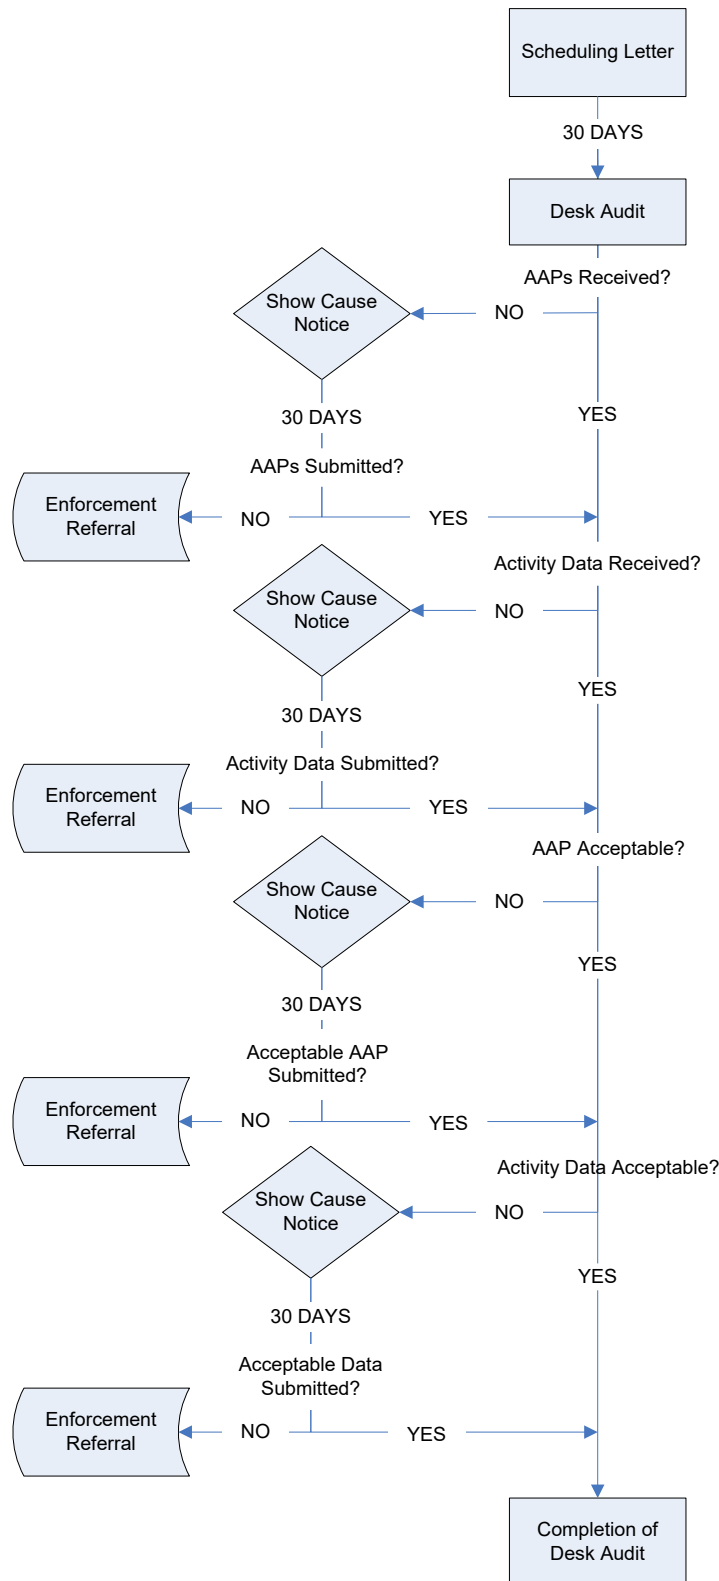 Scheduling Letter
30 DAYS
Desk Audit
AAPs Received?
Show Cause
Notice
NO
30 DAYS
YES
AAPs Submitted?
Enforcement
Referral
NO
YES
Activity Data Received?
Show Cause
Notice
NO
YES
30 DAYS
Activity Data Submitted?
Enforcement
Referral
NO
YES
AAP Acceptable?
Show Cause
Notice
NO
YES
30 DAYS
Acceptable AAP
Submitted?
Enforcement
Referral
NO
YES
Activity Data Acceptable?
Show Cause
Notice
NO
YES
30 DAYS
Acceptable Data
Submitted?
Enforcement
Referral
NO
YES
Completion of
Desk Audit